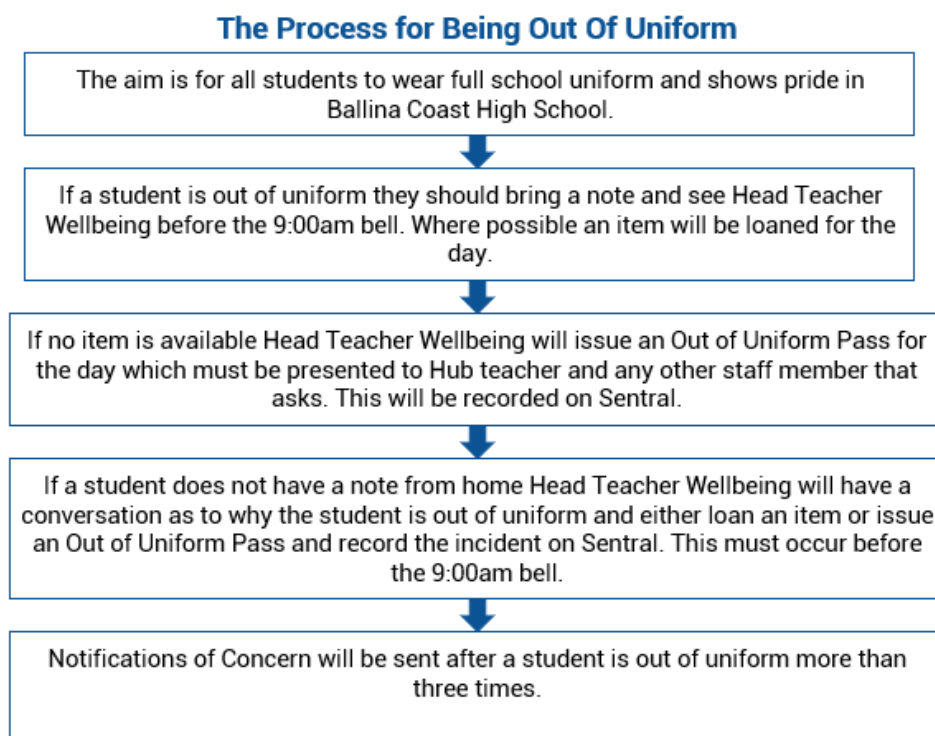 The Process for Being Out Of Uniform
The aim is for all students to wear full school uniform and shows pride in
Ballina Coast High School.
If a student is out of uniform they should bring a note and see Head Teacher
Wellbeing before the 9:00am bell. Where possible an item will be loaned for the
day.
If no item is available Head Teacher Wellbeing will issue an Out of Uniform Pass for
the day which must be presented to Hub teacher and any other staff member that
asks. This will be recorded on Sentral.
If a student does not have a note from home Head Teacher Wellbeing will have a
conversation as to why the student is out of uniform and either loan an item or issue
an Out of Uniform Pass and record the incident on Sentral. This must occur before
the 9:00am bell.
Notifications of Concern will be sent after a student is out of uniform more than
three times.